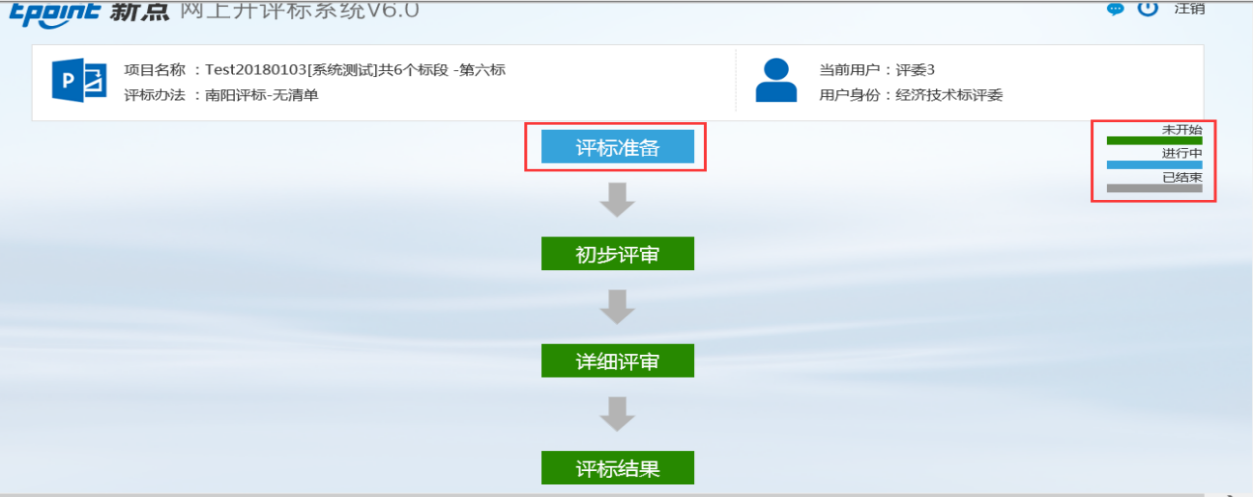 Epoint 新点 网上开评标系统V6.0
注销
项目名称 ：Test20180103[系统测试]共6个标段 -第六标
评标办法 ：南阳评标-无清单
当前用户：评委3
用户身份：经济技术标评委
未开始
进行中
已结束
评标准备
初步评审
详细评审
评标结果